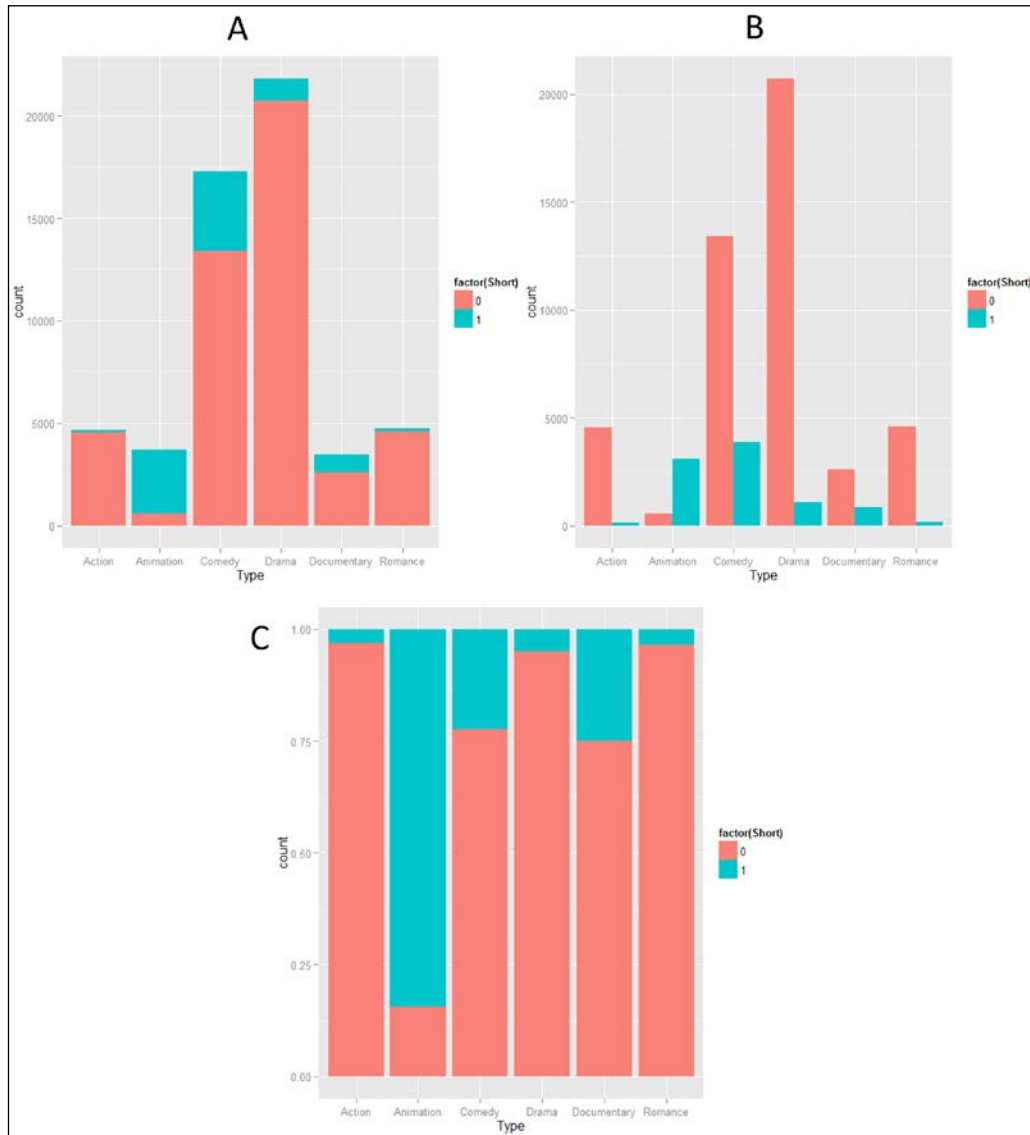 A
20000
15000
10000
5000
0
count
Action Animation Comedy Drama Documentary Romance
Type
factor(Short)
0
1
B
20000
15000
10000
5000
0
count
Action Animation Comedy Drama Documentary Romance
Type
factor(Short)
0
1
C
1.00
0.75
0.50
0.25
0.00
count
Action Animation Comedy Drama Documentary Romance
Type
factor(Short)
0
1